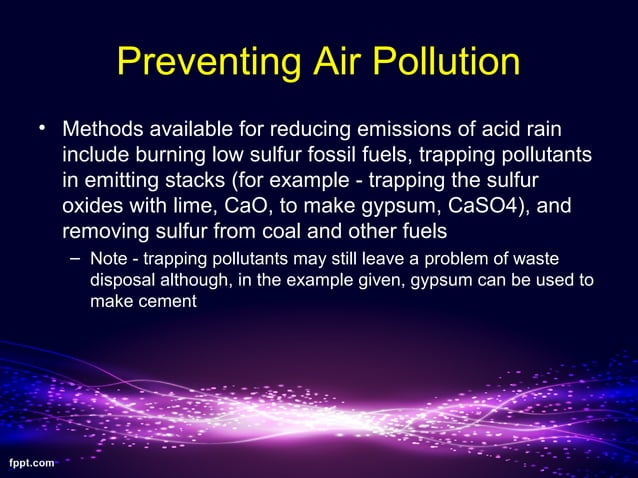 Preventing Air Pollution
• Methods available for reducing emissions of acid rain
include burning low sulfur fossil fuels, trapping pollutants
in emitting stacks (for example - trapping the sulfur
oxides with lime, CaO, to make gypsum, CaSO4), and
removing sulfur from coal and other fuels
– Note - trapping pollutants may still leave a problem of waste
disposal although, in the example given, gypsum can be used to
make cement
fppt.com